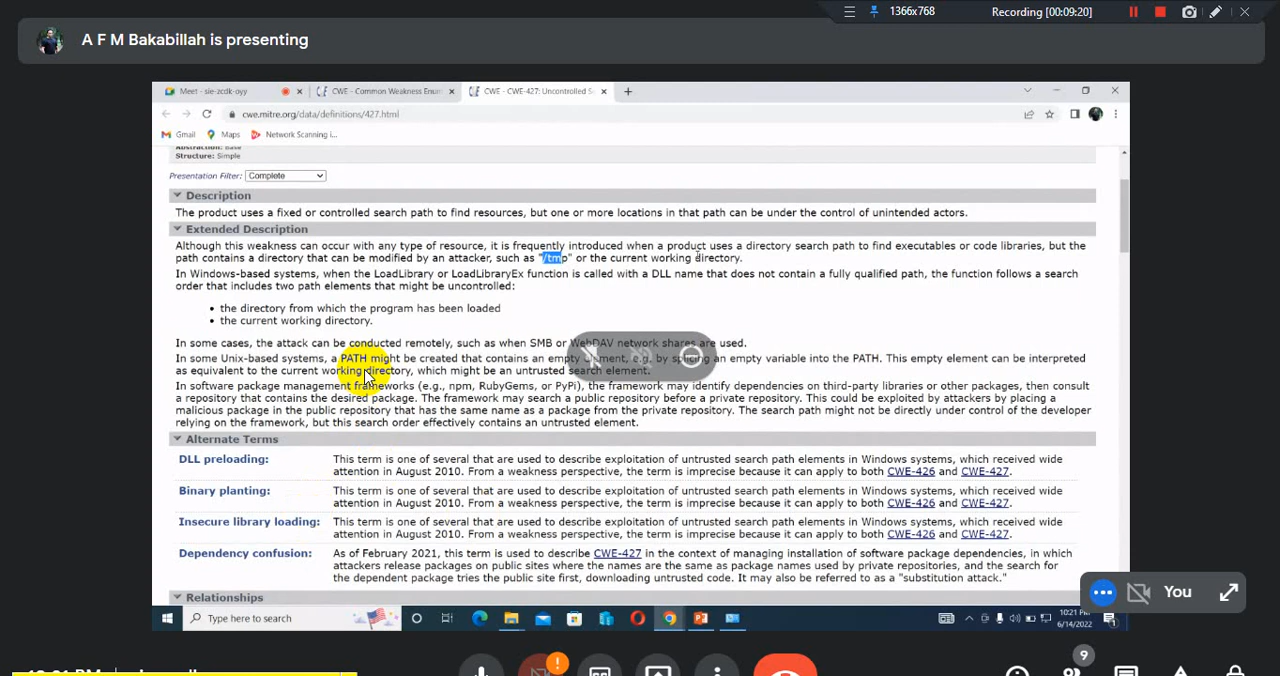 1366x768
Recording [00:09:20]
A F M Bakabillah is presenting
Meet - sie-zcdk-oyy
CWE - Common Weakness Enum
CWE - CWE-427: Uncontrolled S
cwe.mitre.org/data/definitions/427.html
Gmail
Maps
Network Scanning i...
Abstraction: Base
Structure: Simple
Presentation Filter: Complete
Description
The product uses a fixed or controlled search path to find resources, but one or more locations in that path can be under the control of unintended actors.
Extended Description
Although this weakness can occur with any type of resource, it is frequently introduced when a product uses a directory search path to find executables or code libraries, but the
path contains a directory that can be modified by an attacker, such as "/tmp" or the current working directory.
In Windows-based systems, when the LoadLibrary or LoadLibraryEx function is called with a DLL name that does not contain a fully qualified path, the function follows a search
order that includes two path elements that might be uncontrolled:
• the directory from which the program has been loaded
• the current working directory.
In some cases, the attack can be conducted remotely, such as when SMB or WebDAV network shares are used.
In some Unix-based systems, a PATH might be created that contains an empty element, e.g. by splicing an empty variable into the PATH. This empty element can be interpreted
as equivalent to the current working directory, which might be an untrusted search element.
In software package management frameworks (e.g., npm, RubyGems, or PyPi), the framework may identify dependencies on third-party libraries or other packages, then consult
a repository that contains the desired package. The framework may search a public repository before a private repository. This could be exploited by attackers by placing a
malicious package in the public repository that has the same name as a package from the private repository. The search path might not be directly under control of the developer
relying on the framework, but this search order effectively contains an untrusted element.
Alternate Terms
DLL preloading: This term is one of several that are used to describe exploitation of untrusted search path elements in Windows systems, which received wide
attention in August 2010. From a weakness perspective, the term is imprecise because it can apply to both CWE-426 and CWE-427.
Binary planting: This term is one of several that are used to describe exploitation of untrusted search path elements in Windows systems, which received wide
attention in August 2010. From a weakness perspective, the term is imprecise because it can apply to both CWE-426 and CWE-427.
Insecure library loading: This term is one of several that are used to describe exploitation of untrusted search path elements in Windows systems, which received wide
attention in August 2010. From a weakness perspective, the term is imprecise because it can apply to both CWE-426 and CWE-427.
Dependency confusion: As of February 2021, this term is used to describe CWE-427 in the context of managing installation of software package dependencies, in which
attackers release packages on public sites where the names are the same as package names used by private repositories, and the search for
the dependent package tries the public site first, downloading untrusted code. It may also be referred to as a "substitution attack."
Relationships
You
Type here to search
10:21 PM
6/14/2022
9